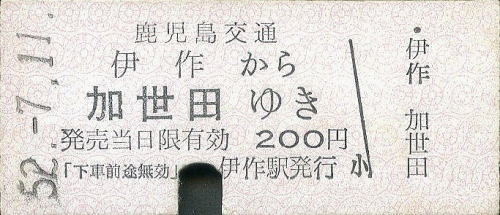 鹿児島交通
伊作から
加世田ゆき
発売当日限有効 200円
「下車前途無効」 伊作駅発行 小
・伊作 加世田
52.-7.11.